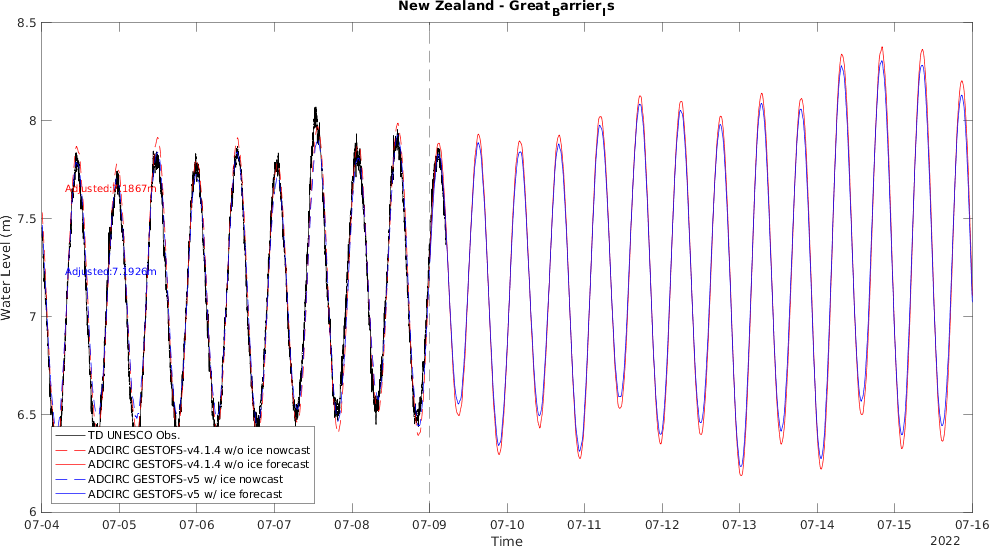 New Zealand - Great_Barrier_Is
8.5
8
7.5
7
6.5
6
Water Level (m)
Adjusted:7.1867m
Adjusted:7.1926m
TD UNESCO Obs.
ADCIRC GESTOFS-v4.1.4 w/o ice nowcast
ADCIRC GESTOFS-v4.1.4 w/o ice forecast
ADCIRC GESTOFS-v5 w/ ice nowcast
ADCIRC GESTOFS-v5 w/ ice forecast
07-04 07-05 07-06 07-07 07-08 07-09 07-10 07-11 07-12 07-13 07-14 07-15 07-16
Time
2022